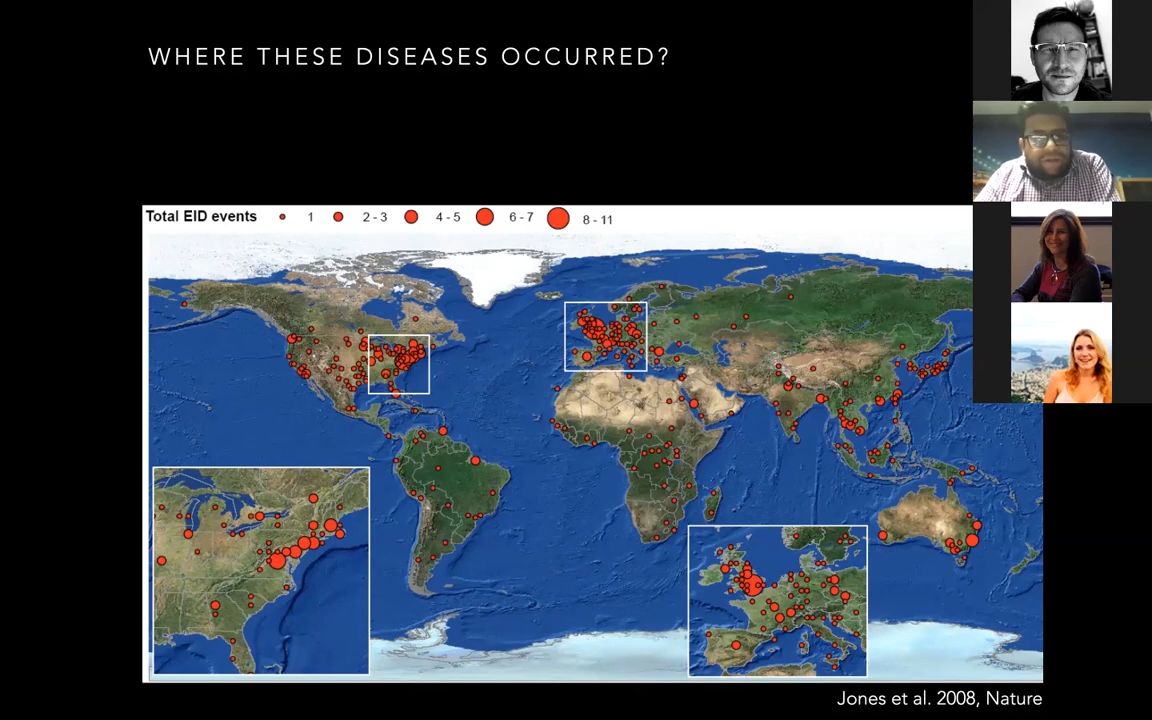 WHERE THESE DISEASES OCCURRED?
Total EID events 1 2 - 3 4 - 5 6 - 7 8 - 11
Jones et al. 2008, Nature